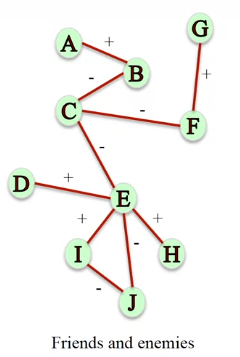 G
A
+
-
B
+
C
-
F
-
D
+
E
+
+
-
I
H
-
J
Friends and enemies